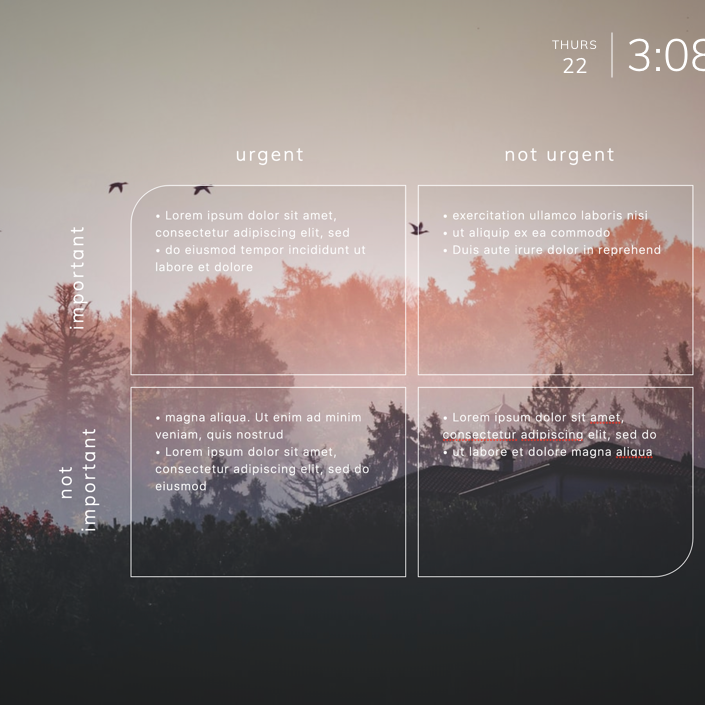 THURS
22
3:08
urgent
not urgent
important
• Lorem ipsum dolor sit amet,
consectetur adipiscing elit, sed
• do eiusmod tempor incididunt ut
labore et dolore
• exercitation ullamco laboris nisi
• ut aliquip ex ea commodo
• Duis aute irure dolor in reprehend
not
important
• magna aliqua. Ut enim ad minim
veniam, quis nostrud
• Lorem ipsum dolor sit amet,
consectetur adipiscing elit, sed do
eiusmod
• Lorem ipsum dolor sit amet,
consectetur adipiscing elit, sed do
• ut labore et dolore magna aliqua